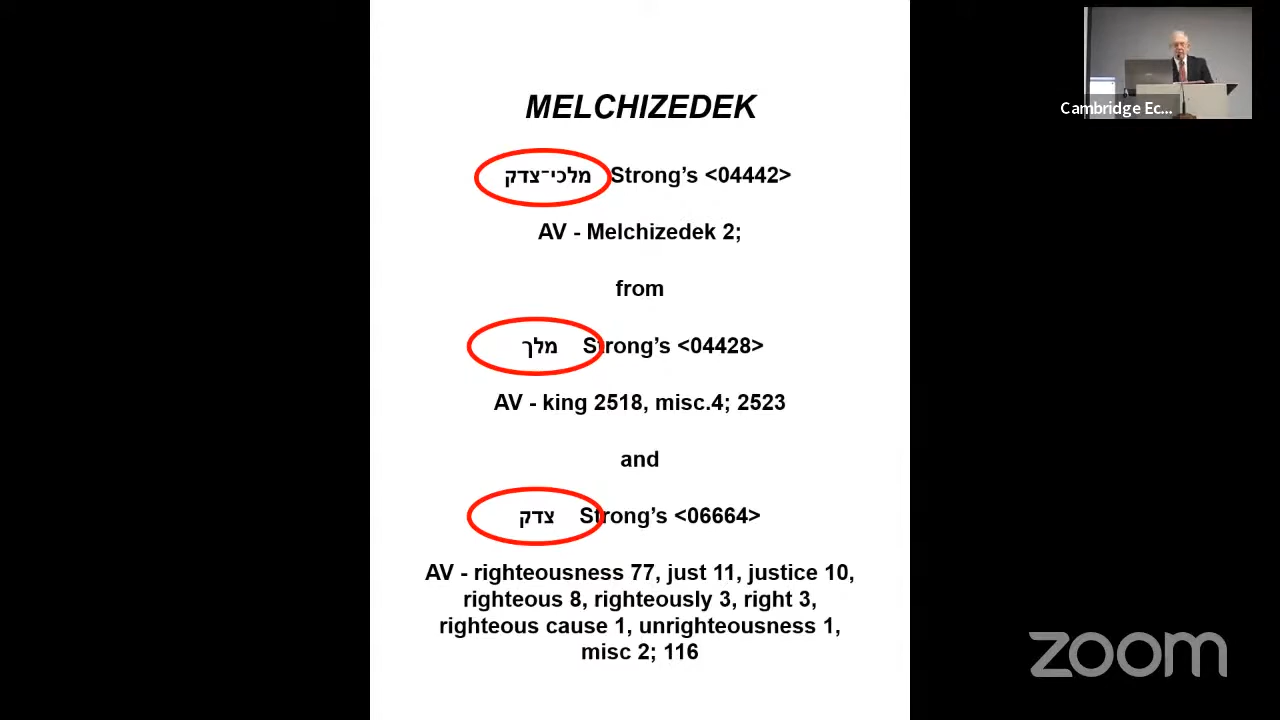 Cambridge Ec...
MELCHIZEDEK
מלכי־צדק Strong’s <04442>
AV - Melchizedek 2;
from
מלך Strong’s <04428>
AV - king 2518, misc.4; 2523
and
צדק Strong’s <06664>
AV - righteousness 77, just 11, justice 10,
righteous 8, righteously 3, right 3,
righteous cause 1, unrighteousness 1,
misc 2; 116
zoom